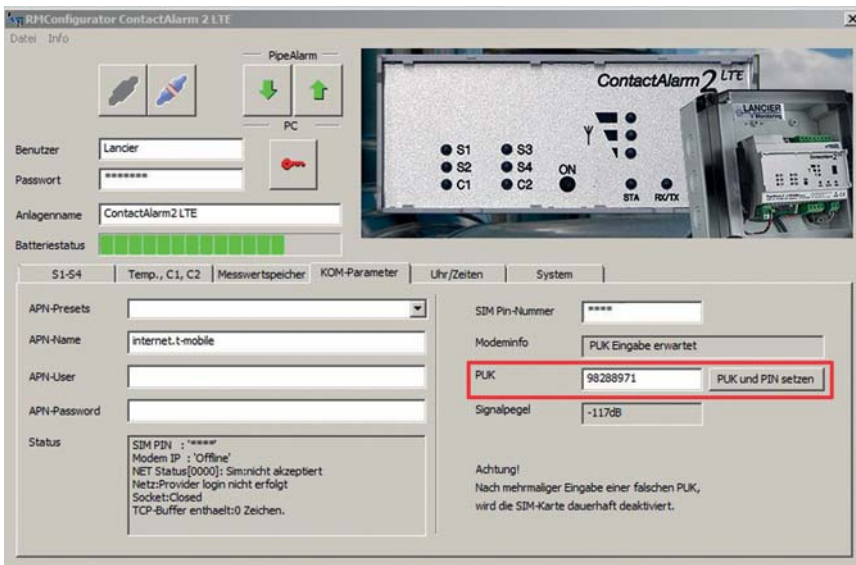 RMConfigurator ContactAlarm 2 LTE
Datei Info
PipeAlarm
PC
Benutzer
Lancier
Passwort
*******
Anlagenname
ContactAlarm2 LTE
Batteriestatus
ContactAlarm 2 LTE
S1 S3
S2 S4
C1 C2
ON
STA RX/TX
LANCIER
Monitoring
S1-S4 Temp., C1, C2 Messwertspeicher KOM-Parameter Uhr/Zeiten System
APN-Presets
APN-Name
internet.t-mobile
APN-User
APN-Password
Status
SIM PIN : '****'
Modem IP : 'Offline'
NET Status[0000]: Sim:nicht akzeptiert
Netz:Provider login nicht erfolgt
Socket:Closed
TCP-Buffer enthaelt:0 Zeichen.
SIM Pin-Nummer
****
Modeminfo
PUK Eingabe erwartet
PUK
98288971
PUK und PIN setzen
Signalpegel
-117dB
Achtung!
Nach mehrmaliger Eingabe einer falschen PUK,
wird die SIM-Karte dauerhaft deaktiviert.